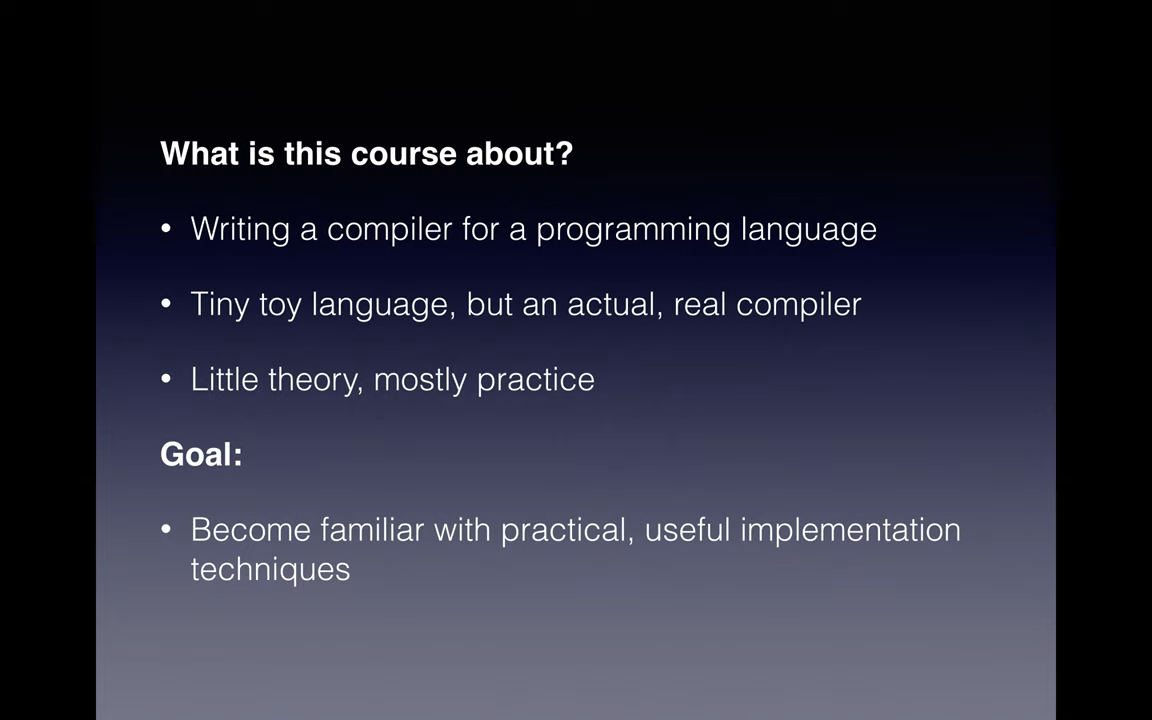 What is this course about?
• Writing a compiler for a programming language
• Tiny toy language, but an actual, real compiler
• Little theory, mostly practice
Goal:
• Become familiar with practical, useful implementation
techniques